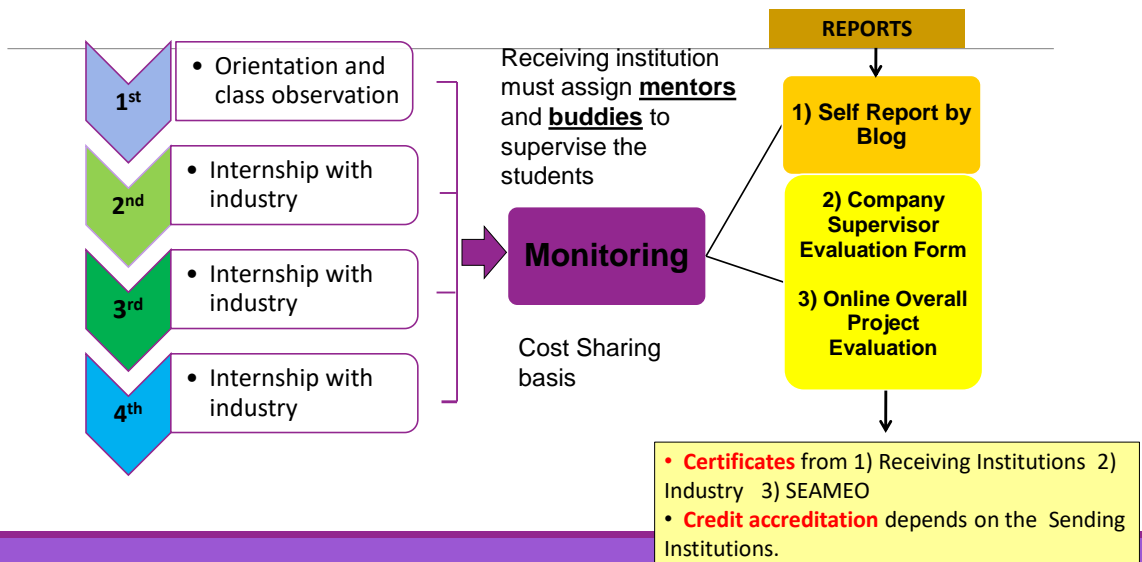 REPORTS
1st
• Orientation and
class observation
2nd
• Internship with
industry
3rd
• Internship with
industry
4th
• Internship with
industry
Receiving institution
must assign mentors
and buddies to
supervise the
students
Monitoring
Cost Sharing
basis
1) Self Report by
Blog
2) Company
Supervisor
Evaluation Form
3) Online Overall
Project
Evaluation
• Certificates from 1) Receiving Institutions 2)
Industry 3) SEAMEO
• Credit accreditation depends on the Sending
Institutions.